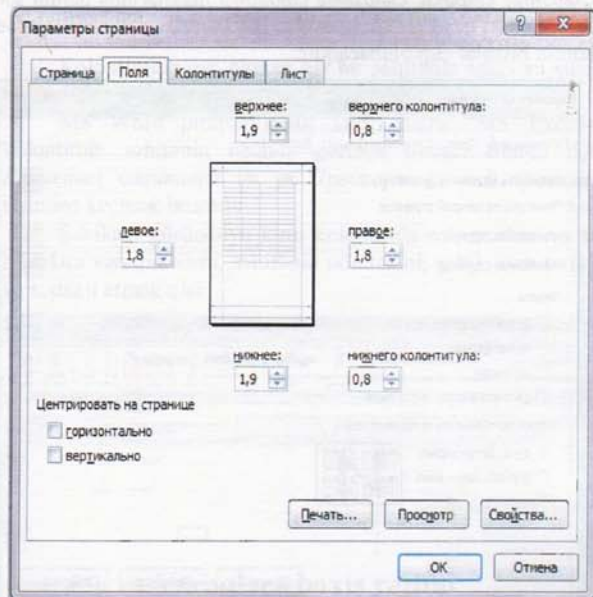 Параметры страницы
Страница Поля Колонтитулы Лист
верхнее: верхнего колонтитула:
1,9 0,8
левое: правое:
1,8 1,8
нижнее: нижнего колонтитула:
1,9 0,8
Центрировать на странице
горизонтально
вертикально
Печать... Просмотр Свойства...
ОК Отмена